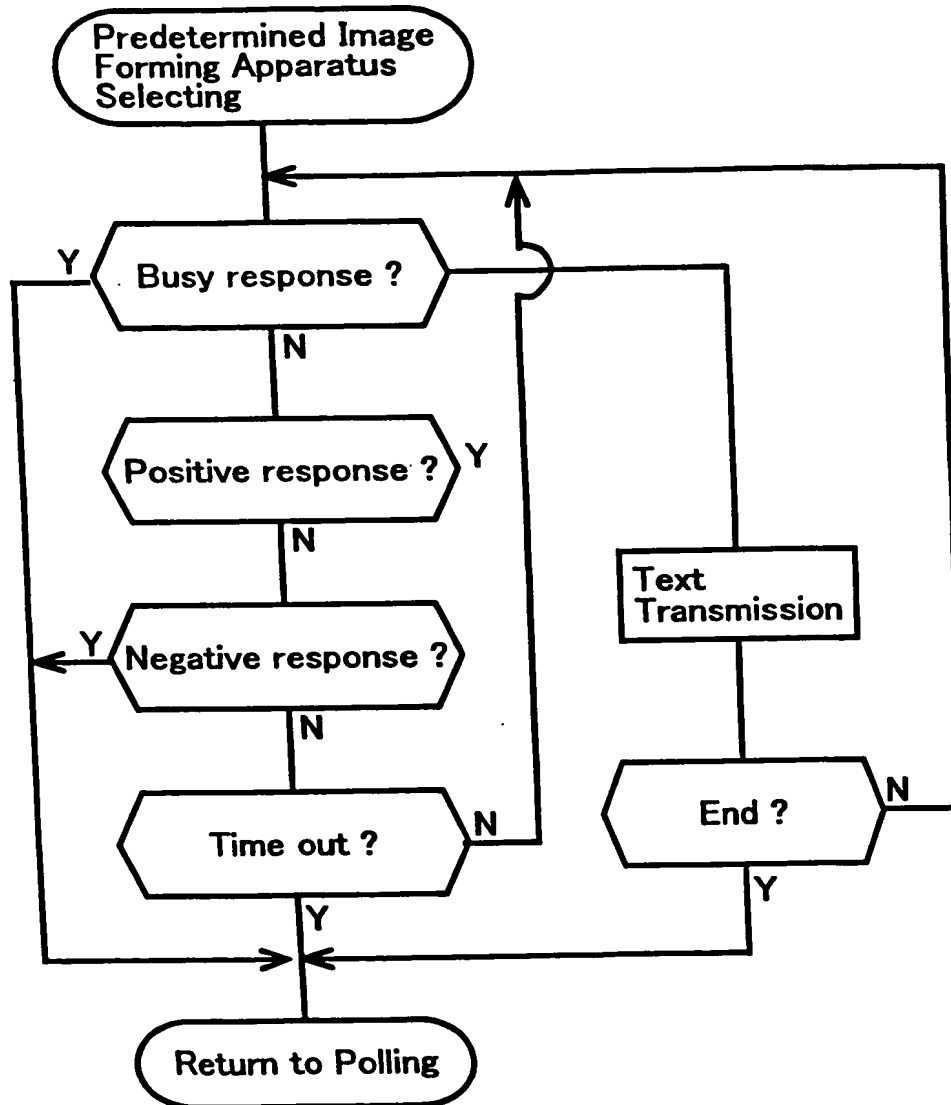 Predetermined Image
Forming Apparatus
Selecting
Y
Busy response ?
N
Positive response ?
Y
N
Y
Negative response ?
N
Text
Transmission
Time out ?
N
Y
End ?
N
Y
Return to Polling